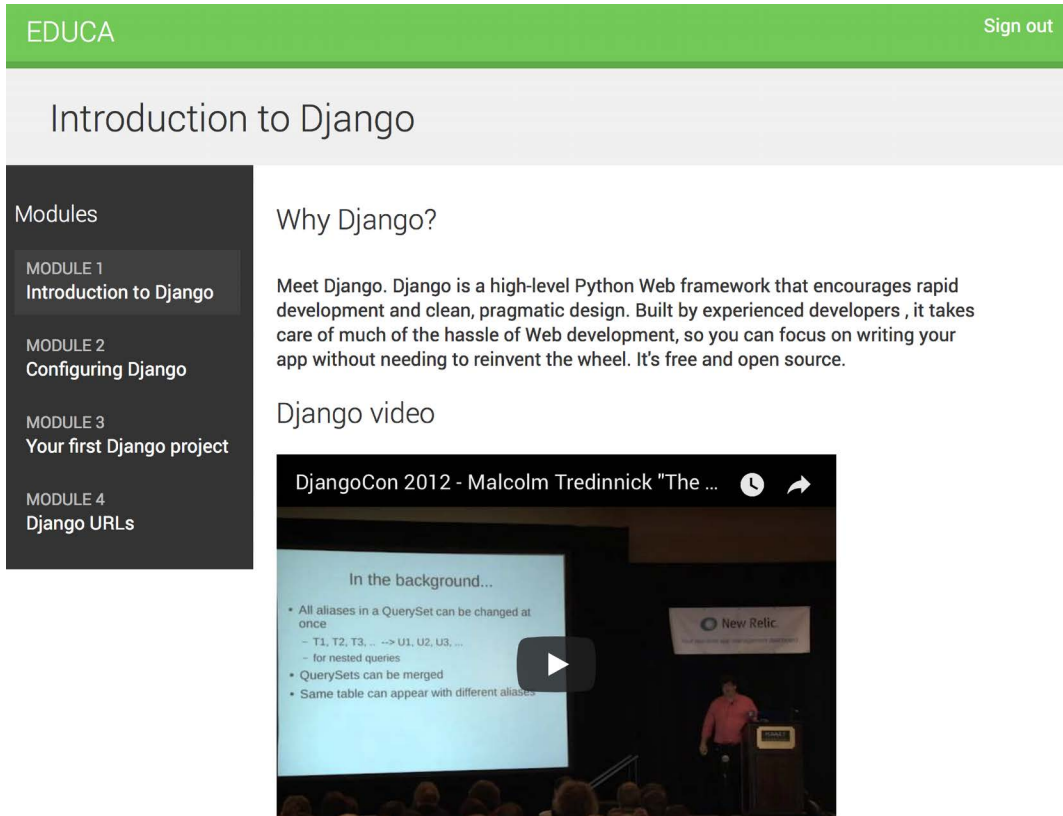 EDUCA
Sign out
Introduction to Django
Modules
MODULE 1
Introduction to Django
MODULE 2
Configuring Django
MODULE 3
Your first Django project
MODULE 4
Django URLs
Why Django?
Meet Django. Django is a high-level Python Web framework that encourages rapid
development and clean, pragmatic design. Built by experienced developers , it takes
care of much of the hassle of Web development, so you can focus on writing your
app without needing to reinvent the wheel. It's free and open source.
Django video
DjangoCon 2012 - Malcolm Tredinnick "The ...
In the background...
• All aliases in a QuerySet can be changed at
once
– T1, T2, T3, .. --> U1, U2, U3, ...
– for nested queries
• QuerySets can be merged
• Same table can appear with different aliases
New Relic